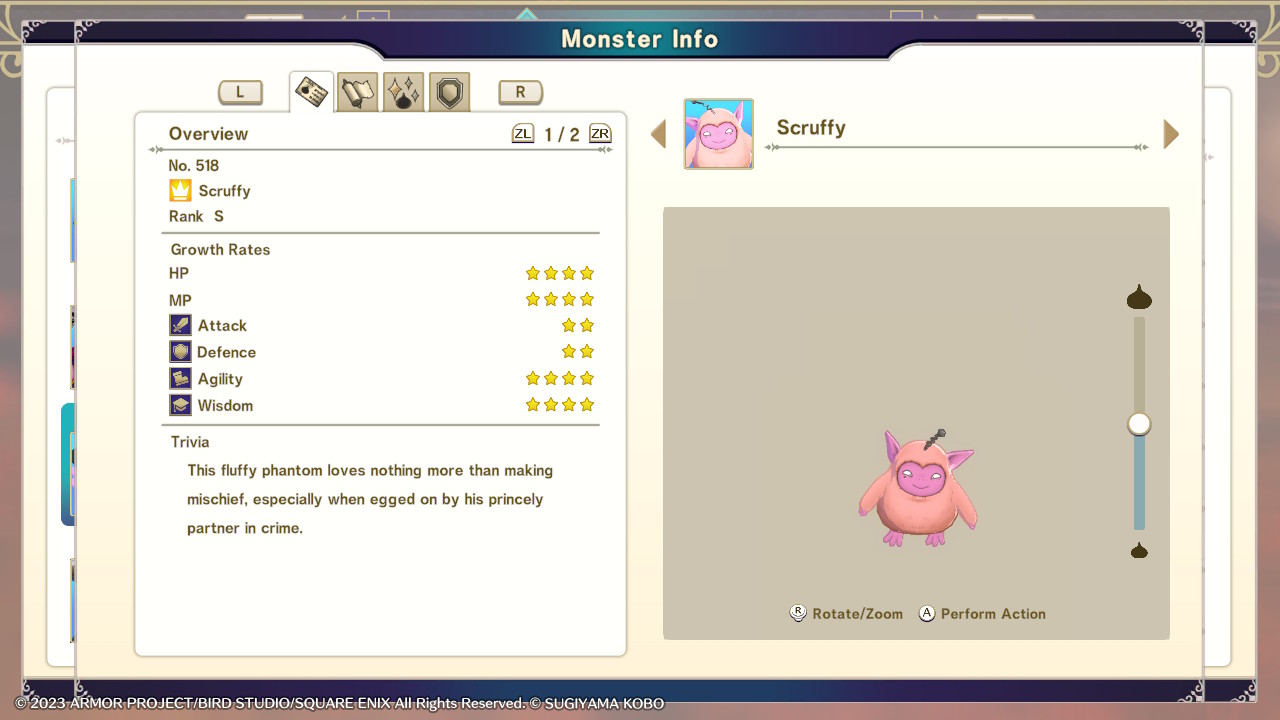 Monster Info
L
R
Overview
ZL 1 / 2 ZR
No. 518
Scruffy
Rank S
Growth Rates
HP
MP
Attack
Defence
Agility
Wisdom
Trivia
This fluffy phantom loves nothing more than making
mischief, especially when egged on by his princely
partner in crime.
Scruffy
R Rotate/Zoom A Perform Action
© 2023 ARMOR PROJECT/BIRD STUDIO/SQUARE ENIX All Rights Reserved. © SUGIYAMA KOBO